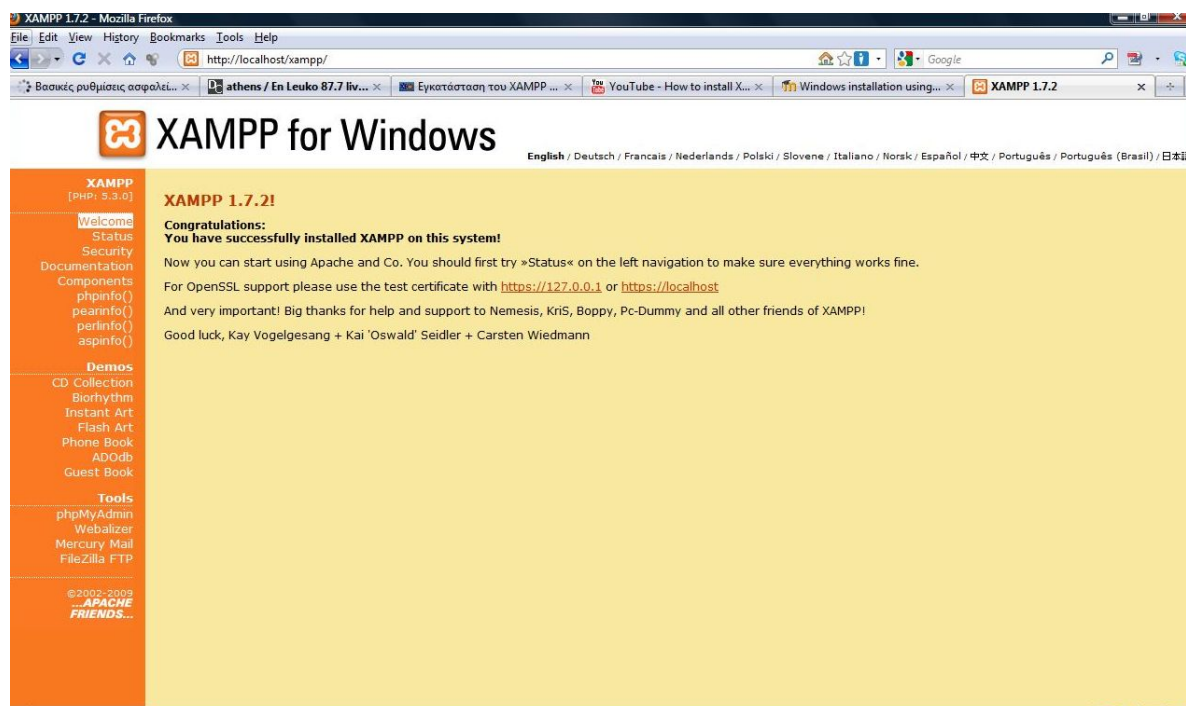 XAMPP 1.7.2 - Mozilla Firefox
File Edit View History Bookmarks Tools Help
http://localhost/xampp/
Google
Βασικές ρυθμίσεις ασφαλεί...
athens / En Leuko 87.7 liv...
Εγκατάσταση του XAMPP ...
YouTube - How to install X...
Windows installation using...
XAMPP 1.7.2
XAMPP for Windows
English / Deutsch / Francais / Nederlands / Polski / Slovene / Italiano / Norsk / Español / 中文 / Português / Português (Brasil) / 日本語
XAMPP
[PHP: 5.3.0]
Welcome
Status
Security
Documentation
Components
phpinfo()
pearinfo()
perlinfo()
aspinfo()
Demos
CD Collection
Biorhythm
Instant Art
Flash Art
Phone Book
ADOdb
Guest Book
Tools
phpMyAdmin
Webalizer
Mercury Mail
FileZilla FTP
©2002-2009
...APACHE
FRIENDS...
XAMPP 1.7.2!
Congratulations:
You have successfully installed XAMPP on this system!
Now you can start using Apache and Co. You should first try »Status« on the left navigation to make sure everything works fine.
For OpenSSL support please use the test certificate with https://127.0.0.1 or https://localhost
And very important! Big thanks for help and support to Nemesis, KriS, Boppy, Pc-Dummy and all other friends of XAMPP!
Good luck, Kay Vogelgesang + Kai 'Oswald' Seidler + Carsten Wiedmann